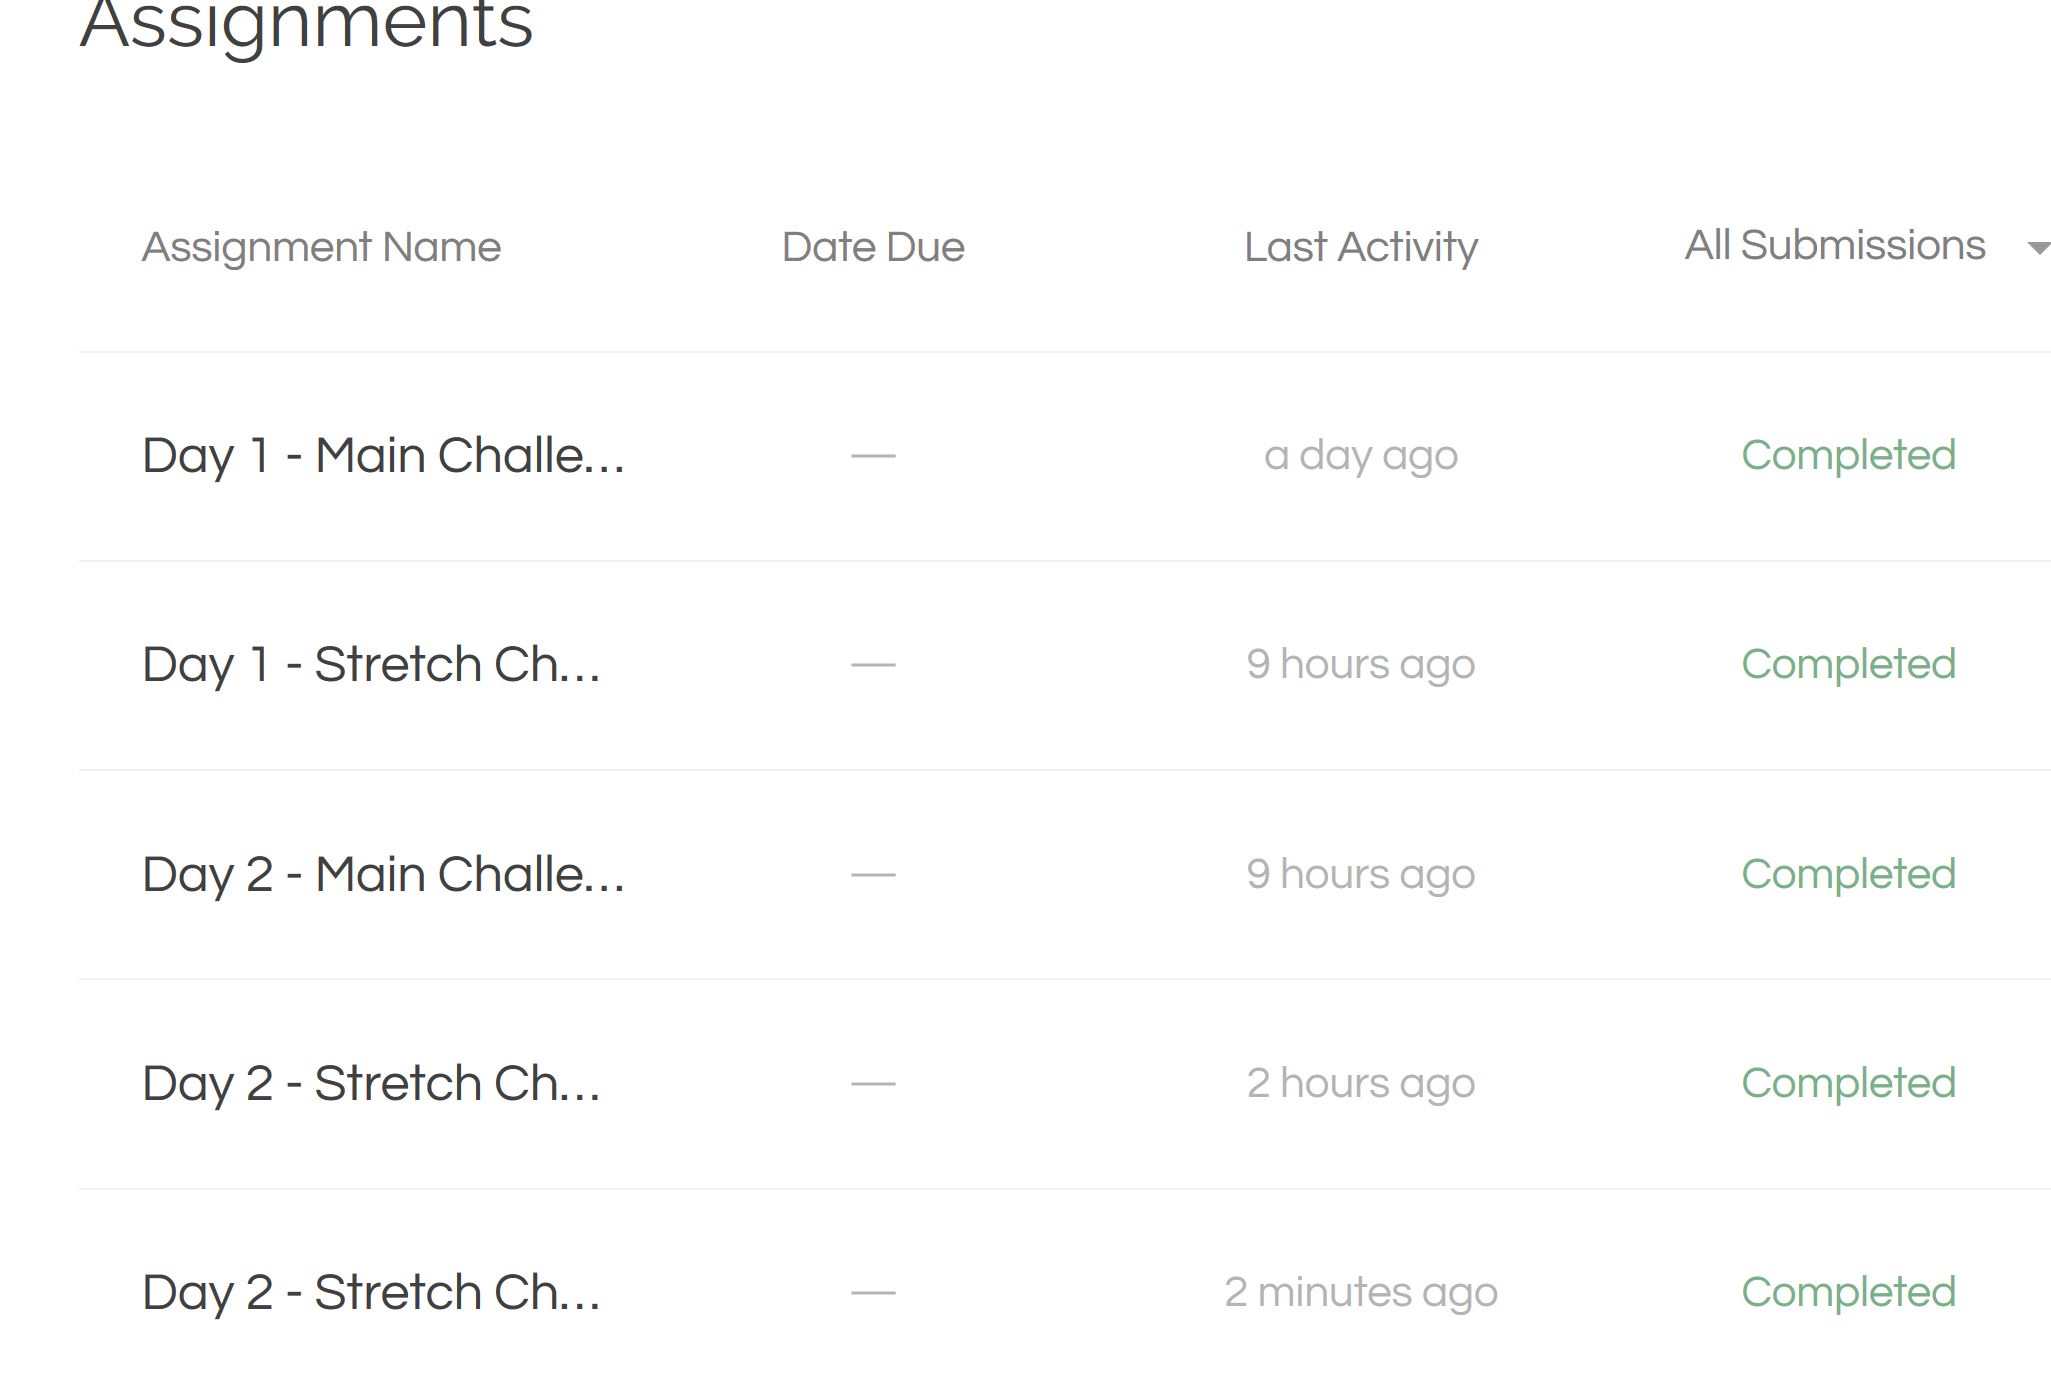 Assignments
Assignment Name Date Due Last Activity All Submissions
Day 1 - Main Challe... — a day ago Completed
Day 1 - Stretch Ch... — 9 hours ago Completed
Day 2 - Main Challe... — 9 hours ago Completed
Day 2 - Stretch Ch... — 2 hours ago Completed
Day 2 - Stretch Ch... — 2 minutes ago Completed